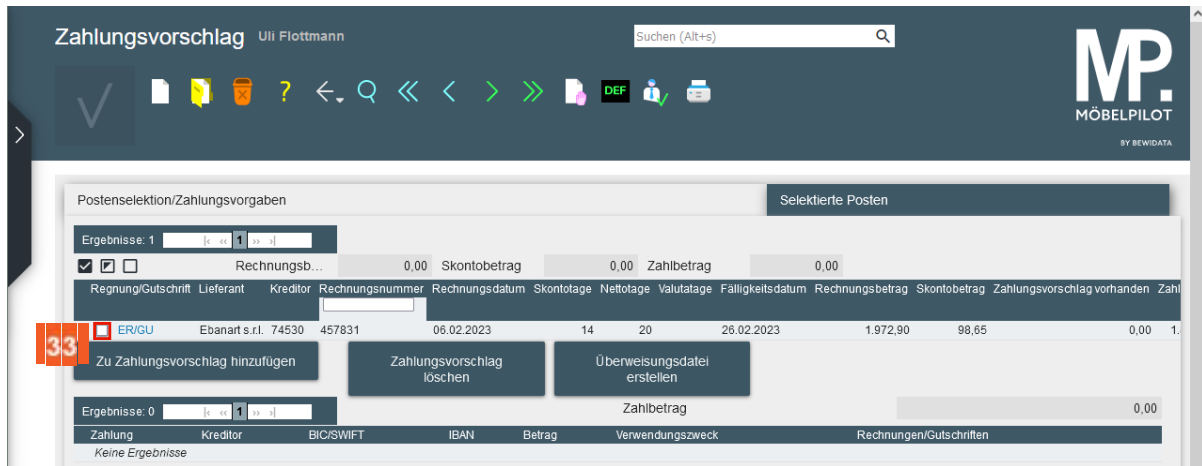 Zahlungsvorschlag Uli Flottmann
Suchen (Alt+s)
MP.
MÖBELPILOT
BY BEWIDATA
?
DEF
Postenselektion/Zahlungsvorgaben
Selektierte Posten
Ergebnisse: 1 1
Rechnungsb... 0,00 Skontobetrag 0,00 Zahlbetrag 0,00
Regnung/Gutschrift Lieferant Kreditor Rechnungsnummer Rechnungsdatum Skontotage Nettotage Valutatage Fälligkeitsdatum Rechnungsbetrag Skontobetrag Zahlungsvorschlag vorhanden Zahl
ER/GU Ebanart s.r.l. 74530 457831 06.02.2023 14 20 26.02.2023 1.972,90 98,65 0,00 1.
33
Zu Zahlungsvorschlag hinzufügen
Zahlungsvorschlag
löschen
Überweisungsdatei
erstellen
Ergebnisse: 0 1
Zahlbetrag 0,00
Zahlung Kreditor BIC/SWIFT IBAN Betrag Verwendungszweck Rechnungen/Gutschriften
Keine Ergebnisse